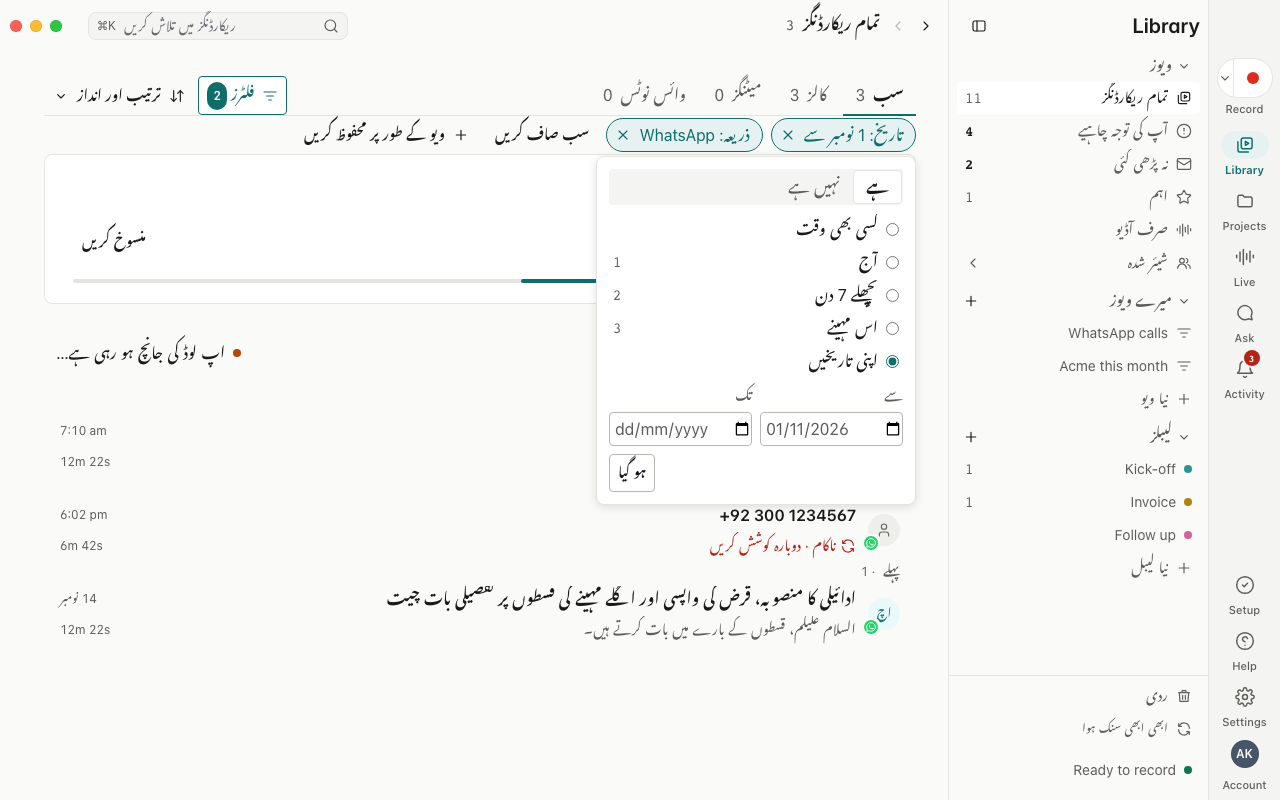 Library
ویوز
تمام ریکارڈنگز 11
آپ کی توجہ چاہیے 4
نہ پڑھی گئی 2
اہم 1
صرف آڈیو
شیئر شدہ
میرے ویوز
WhatsApp calls
Acme this month
نیا ویو
لیبلز
Kick-off 1
Invoice 1
Follow up
نیا لیبل
ردی
ابھی ابھی سنک ہوا
Ready to record
Record
Library
Projects
Live
Ask
3
Activity
Setup
Help
Settings
AK
Account
تمام ریکارڈنگز 3
ریکارڈنگز میں تلاش کریں ⌘K
سب 3 کالز 3 میٹنگز 0 وائس نوٹس 0
فلٹرز 2 ترتیب اور انداز
تاریخ: 1 نومبر سے ذریعہ: WhatsApp سب صاف کریں ویو کے طور پر محفوظ کریں
ہے نہیں ہے
کسی بھی وقت
آج 1
پچھلے 7 دن 2
اس مہینے 3
اپنی تاریخیں
سے تک
01/11/2026 dd/mm/yyyy
ہو گیا
منسوخ کریں
اپ لوڈ کی جانچ ہو رہی ہے...
7:10 am
12m 22s
+92 300 1234567 6:02 pm
ناکام · دوبارہ کوشش کریں 6m 42s
پہلے · 1
اچ
ادائیگی کا منصوبہ، قرض کی واپسی اور اگلے مہینے کی قسطوں پر تفصیلی بات چیت 14 نومبر
السلام علیکم، قسطوں کے بارے میں بات کرتے ہیں۔ 12m 22s